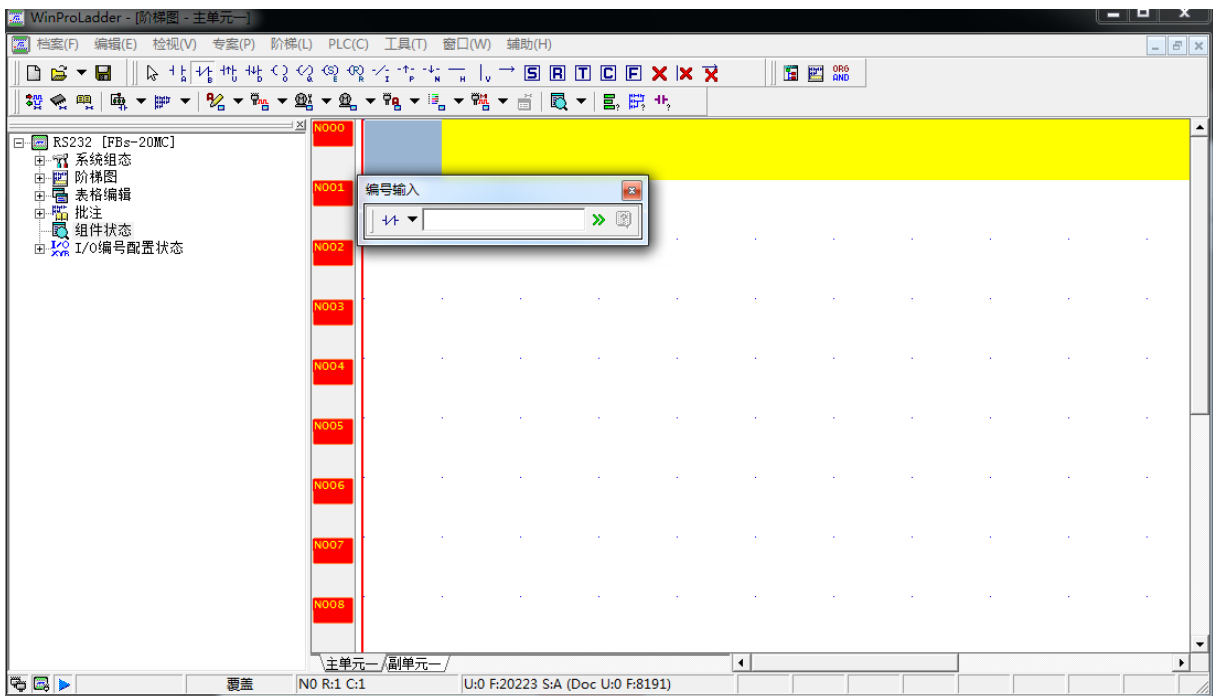 WinProLadder - [阶梯图 - 主单元一]
档案(F) 编辑(E) 检视(V) 专案(P) 阶梯(L) PLC(C) 工具(T) 窗口(W) 辅助(H)
A B U D O Q S R I P N H V S R T C F ORG AND
RS232 [FBs-20MC]
系统组态
阶梯图
表格编辑
批注
组件状态
I/O编号配置状态
N000
N001
编号输入
N002
N003
N004
N005
N006
N007
N008
主单元一 副单元一
覆盖 N0 R:1 C:1 U:0 F:20223 S:A (Doc U:0 F:8191)